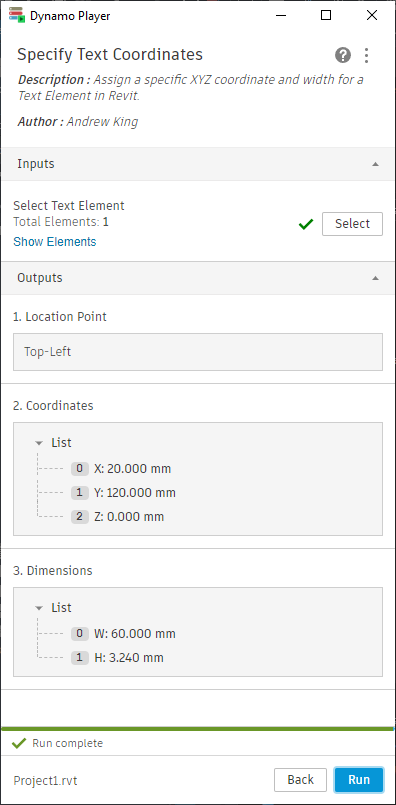 Dynamo Player
Specify Text Coordinates
Description : Assign a specific XYZ coordinate and width for a
Text Element in Revit.
Author : Andrew King
Inputs
Select Text Element
Total Elements: 1
Show Elements
Select
Outputs
1. Location Point
Top-Left
2. Coordinates
List
0 X: 20.000 mm
1 Y: 120.000 mm
2 Z: 0.000 mm
3. Dimensions
List
0 W: 60.000 mm
1 H: 3.240 mm
Run complete
Project1.rvt
Back
Run